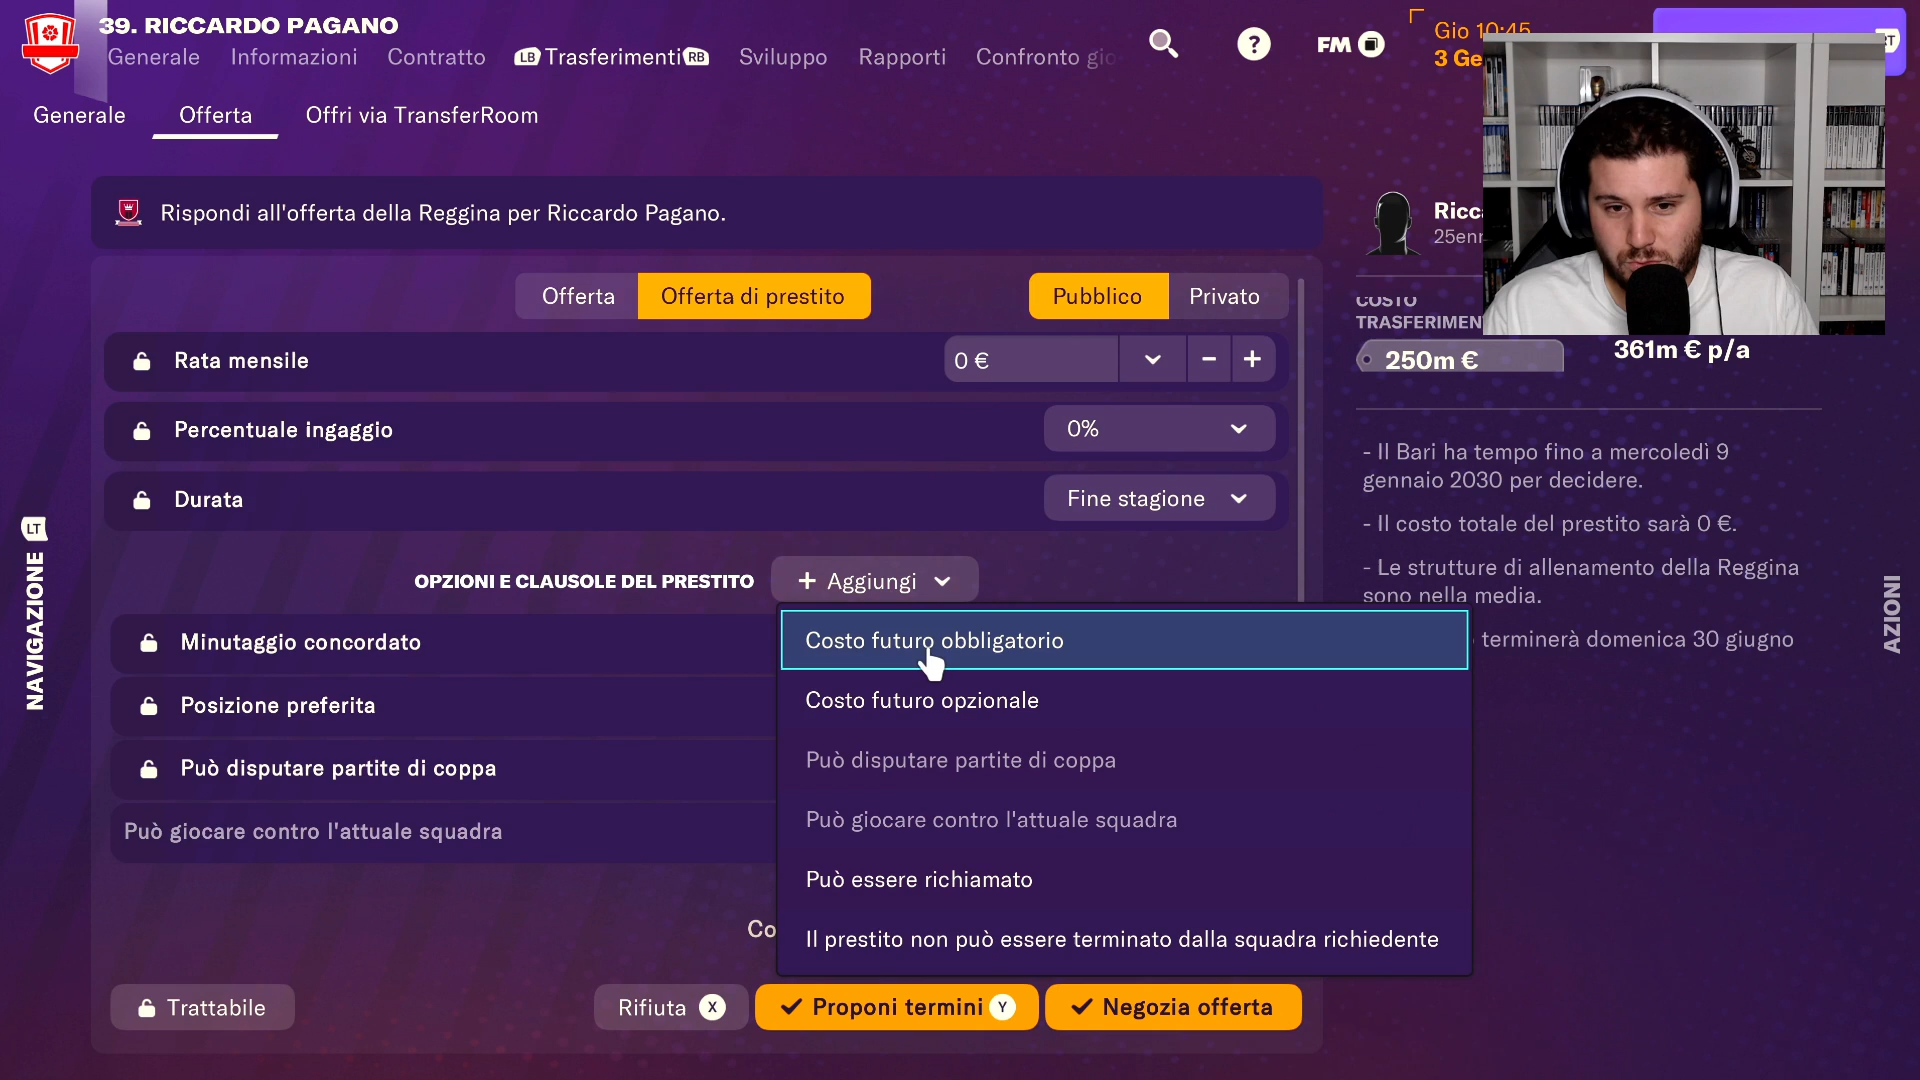 39. RICCARDO PAGANO
Generale
Informazioni
Contratto
LB Trasferimenti RB
Sviluppo
Rapporti
Confronto gio
?
FM
Gio 10:45
3 Ge
RT
Generale
Offerta
Offri via TransferRoom
Rispondi all'offerta della Reggina per Riccardo Pagano.
Offerta
Offerta di prestito
Pubblico
Privato
Rata mensile
0 €
Percentuale ingaggio
0%
Durata
Fine stagione
OPZIONI E CLAUSOLE DEL PRESTITO
+ Aggiungi
Minutaggio concordato
Posizione preferita
Può disputare partite di coppa
Può giocare contro l'attuale squadra
Costo futuro obbligatorio
Costo futuro opzionale
Può disputare partite di coppa
Può giocare contro l'attuale squadra
Può essere richiamato
Il prestito non può essere terminato dalla squadra richiedente
Co
Trattabile
Rifiuta X
Proponi termini Y
Negozia offerta
25enn
COSTO
TRASFERIMEN
250m €
361m € p/a
- Il Bari ha tempo fino a mercoledì 9
gennaio 2030 per decidere.
- Il costo totale del prestito sarà 0 €.
- Le strutture di allenamento della Reggina
sono nella media.
terminerà domenica 30 giugno
LT
NAVIGAZIONE
AZIONI